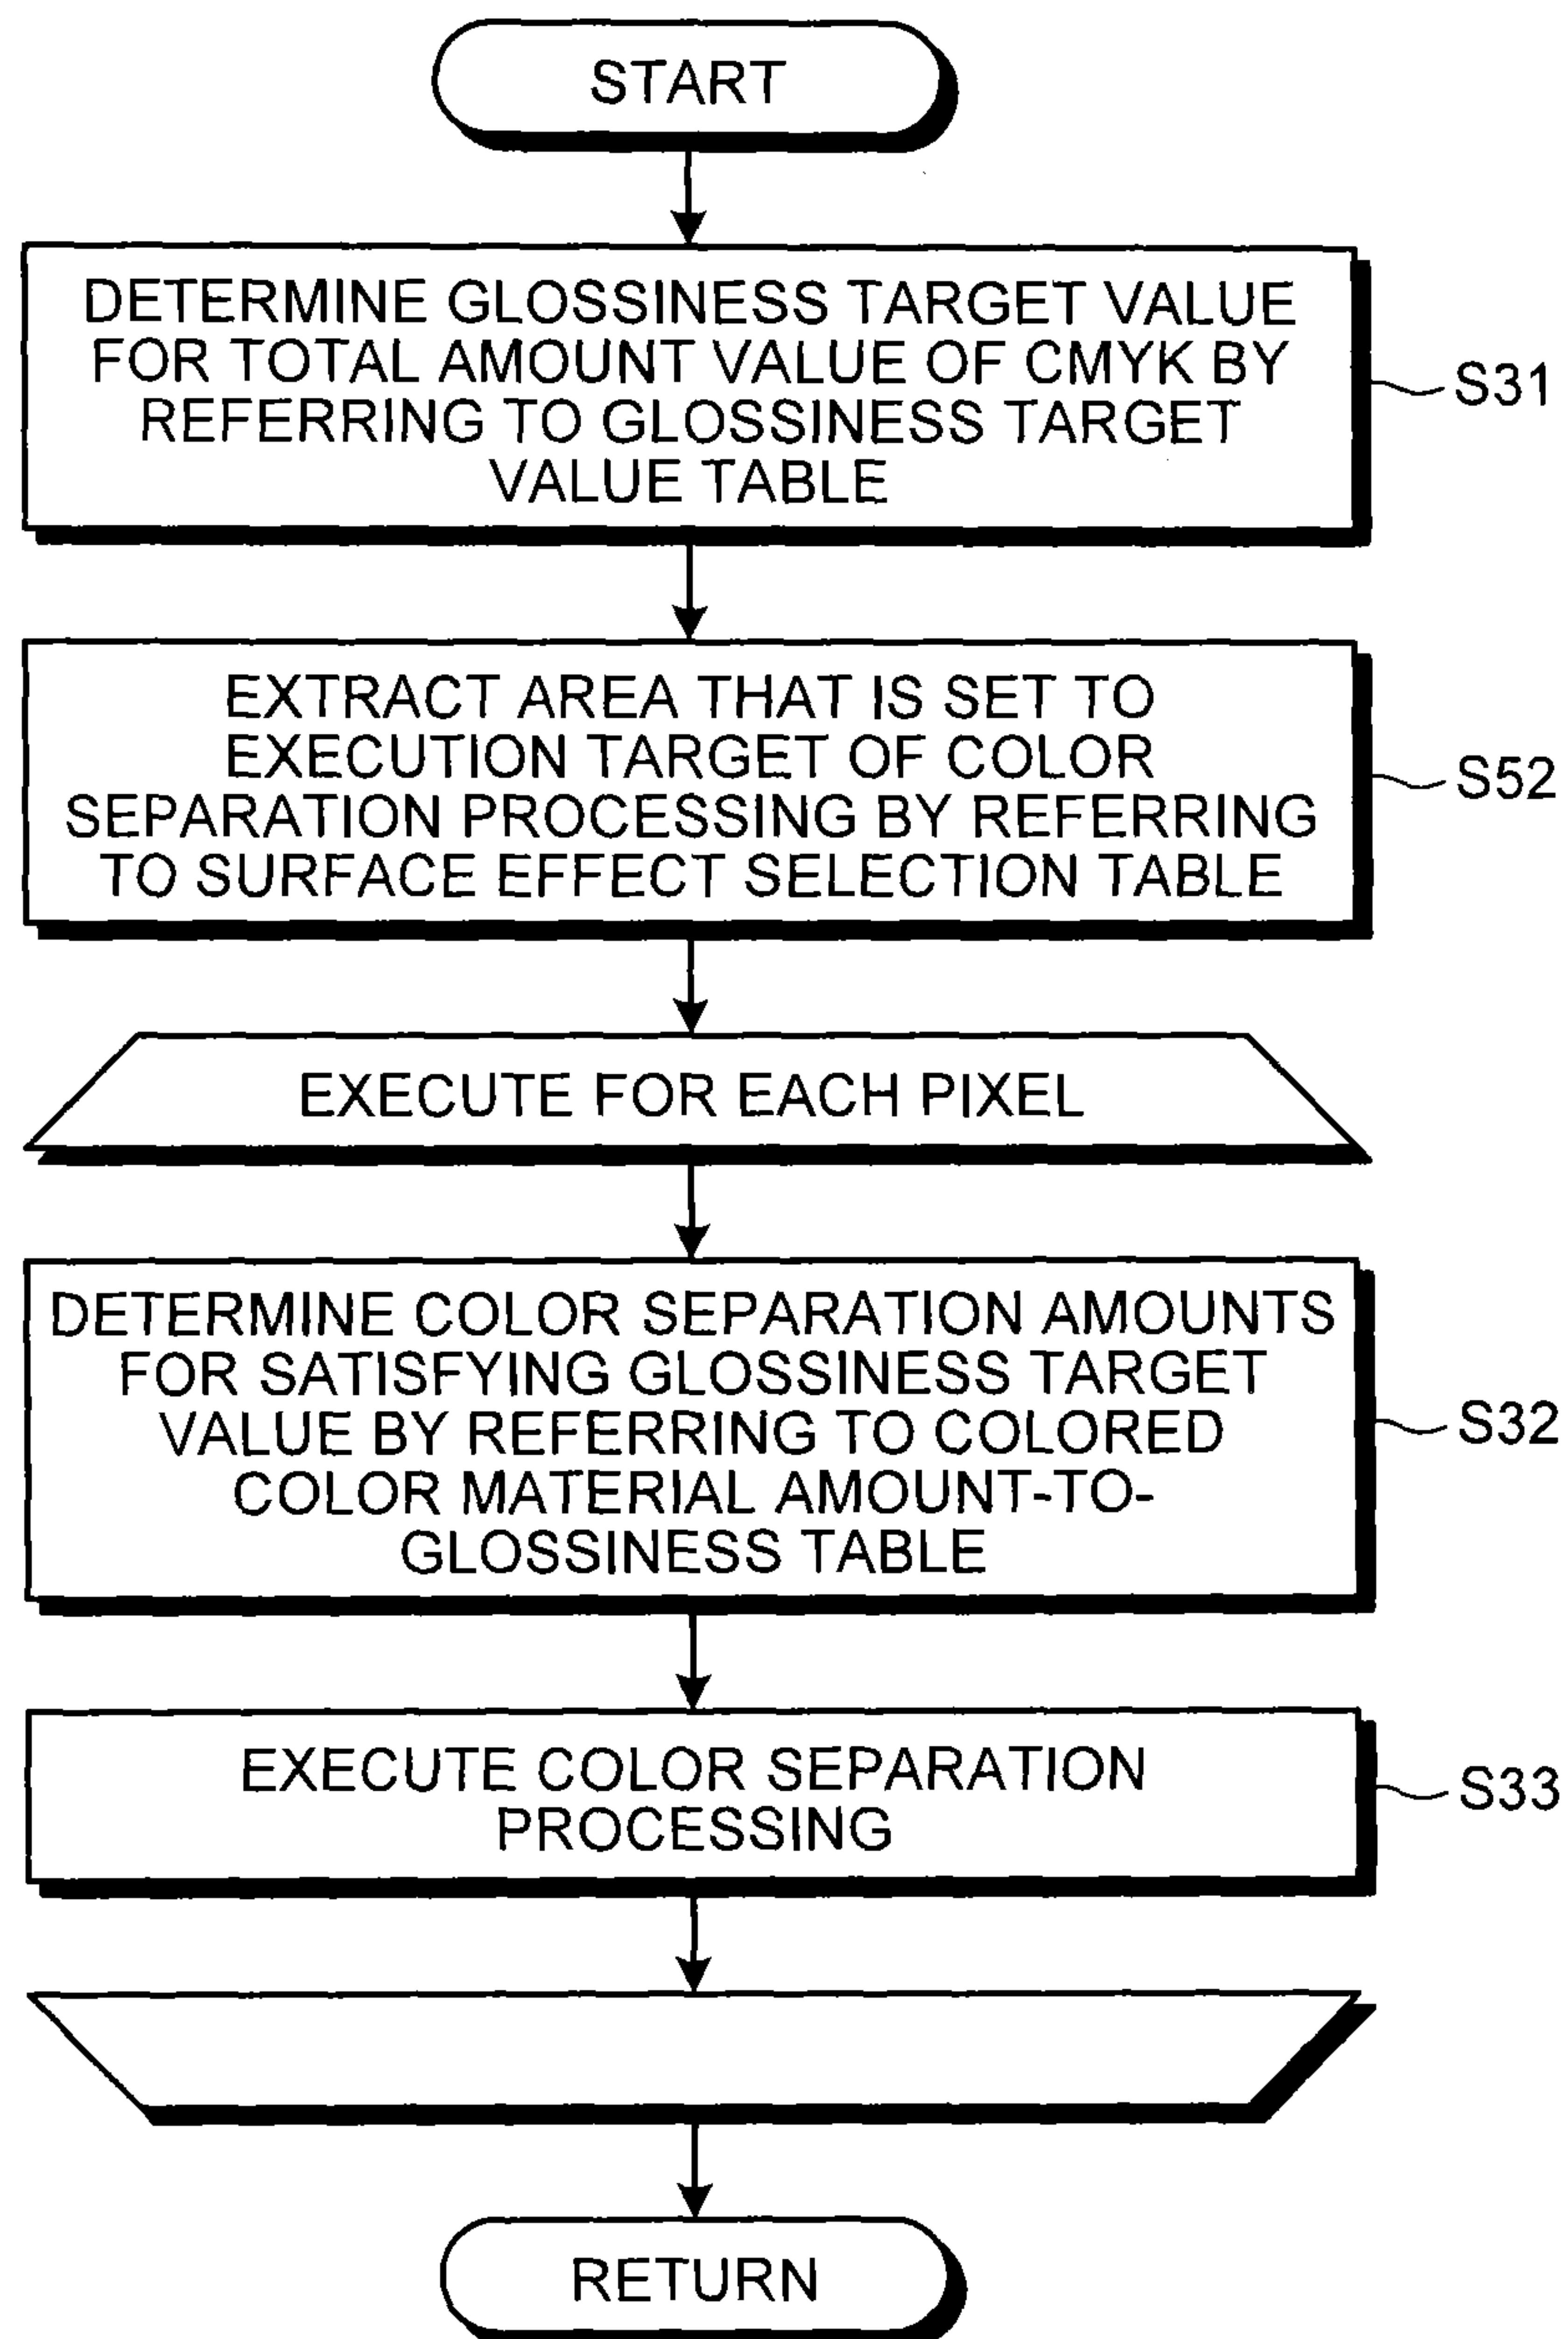 START
DETERMINE GLOSSINESS TARGET VALUE
FOR TOTAL AMOUNT VALUE OF CMYK BY
REFERRING TO GLOSSINESS TARGET
VALUE TABLE
S31
EXTRACT AREA THAT IS SET TO
EXECUTION TARGET OF COLOR
SEPARATION PROCESSING BY REFERRING
TO SURFACE EFFECT SELECTION TABLE
S52
EXECUTE FOR EACH PIXEL
DETERMINE COLOR SEPARATION AMOUNTS
FOR SATISFYING GLOSSINESS TARGET
VALUE BY REFERRING TO COLORED
COLOR MATERIAL AMOUNT-TO-
GLOSSINESS TABLE
S32
EXECUTE COLOR SEPARATION
PROCESSING
S33
RETURN